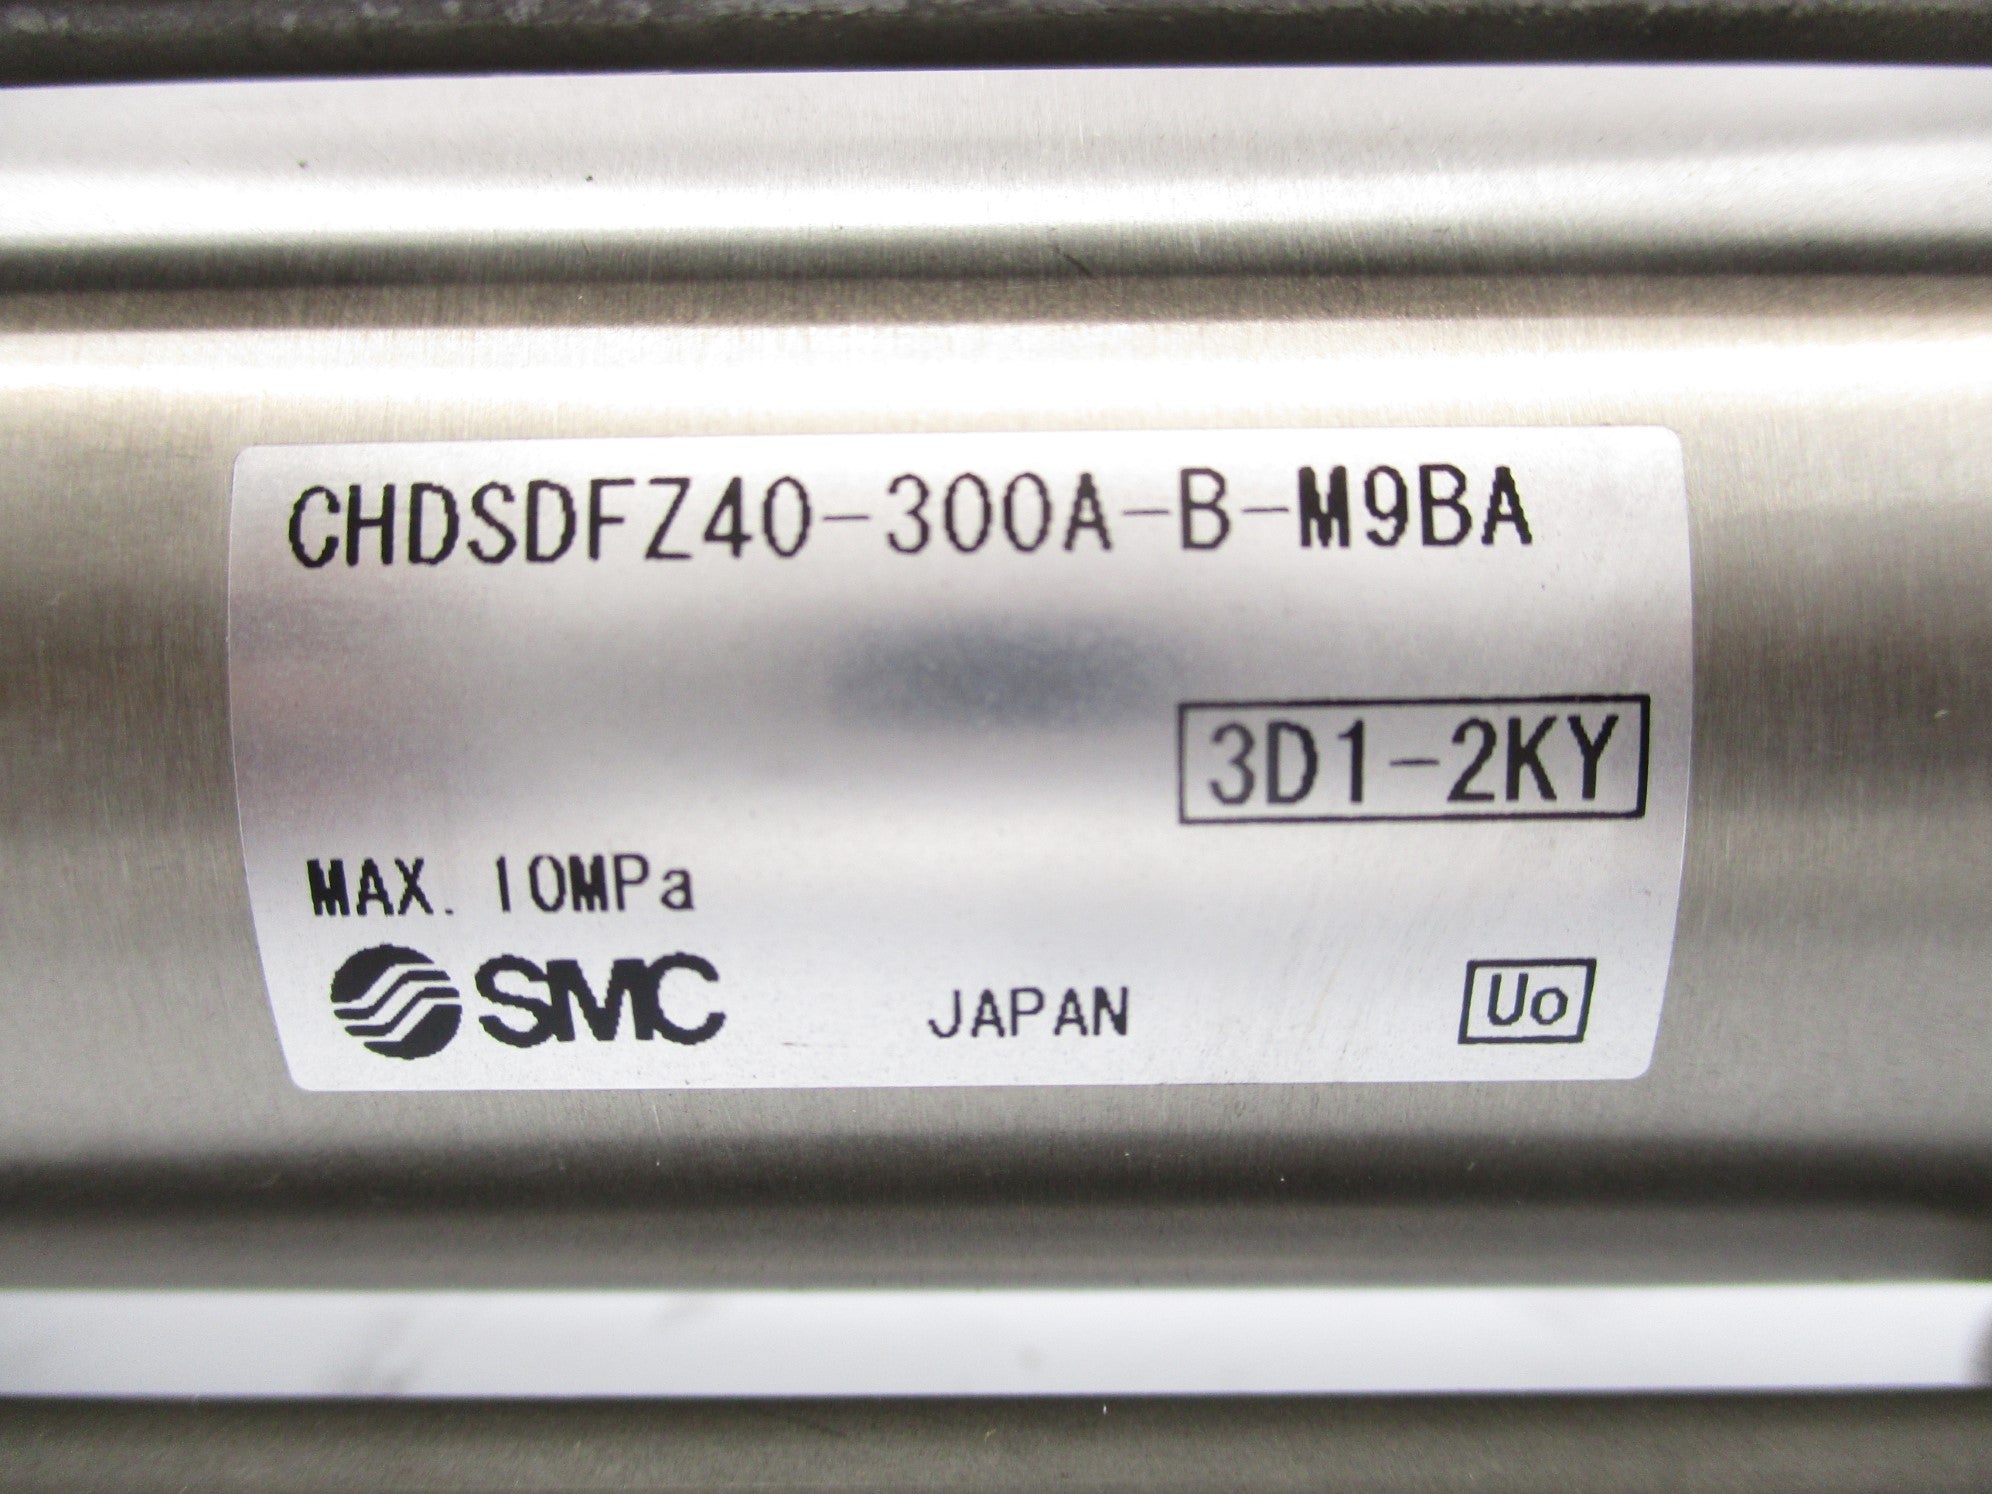 CHDSDFZ40-300A-B-M9BA
3D1-2KY
MAX. 10MPa
SMC JAPAN Uo